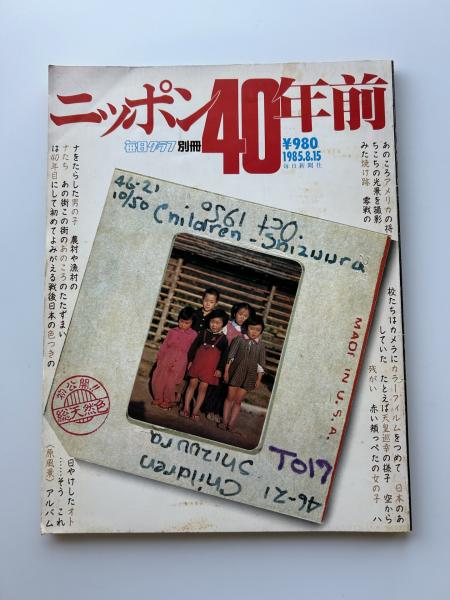 ニッポン40年前
毎日グラフ別冊
¥980
1985.8.15
毎日新聞社
あのころアメリカの将
校たちはカメラにカラーフィルムをつめて 日本のあ
ちこちの光景を撮影
していた たとえば天皇巡幸の様子 空から
みた焼け跡 零戦の
残がい 赤い頬っぺたの女の子 ハ
ナをたらした男の子 農村や漁村の
日やけしたオト
ナたち あの街この街のあのころのたたずまい
……そう これ
は40年目にして初めてよみがえる戦後日本の色つきの
〈原風景〉アルバム
46-21
10/50 Children - Shizuura
Oct 1950
MADE IN U.S.A.
初公開!!
総天然色
T017
46-21
Children
Shizuura